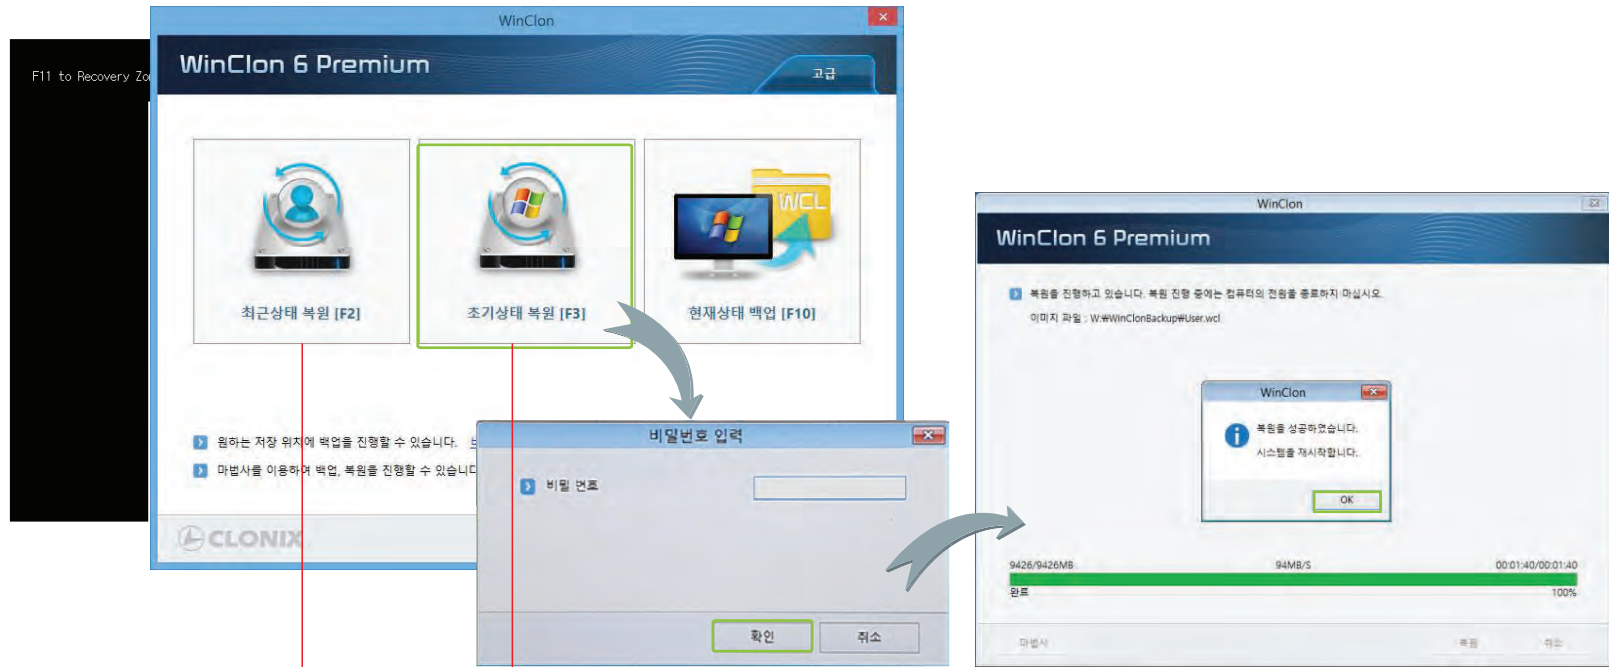 F11 to Recovery Zo
WinClon
WinClon 6 Premium
고급
최근상태 복원 [F2]
초기상태 복원 [F3]
현재상태 백업 [F10]
원하는 저장 위치에 백업을 진행할 수 있습니다.
마법사를 이용하여 백업, 복원을 진행할 수 있습니다
CLONIX
비밀번호 입력
비밀 번호
확인
취소
WinClon
WinClon 6 Premium
복원을 진행하고 있습니다. 복원 진행 중에는 컴퓨터의 전원을 종료하지 마십시오.
이미지 파일 : W:₩WinClonBackup₩User.wcl
WinClon
복원을 성공하였습니다.
시스템을 재시작합니다.
OK
9426/9426MB 94MB/S 00:01:40/00:01:40
완료 100%
마법사 복원 취소